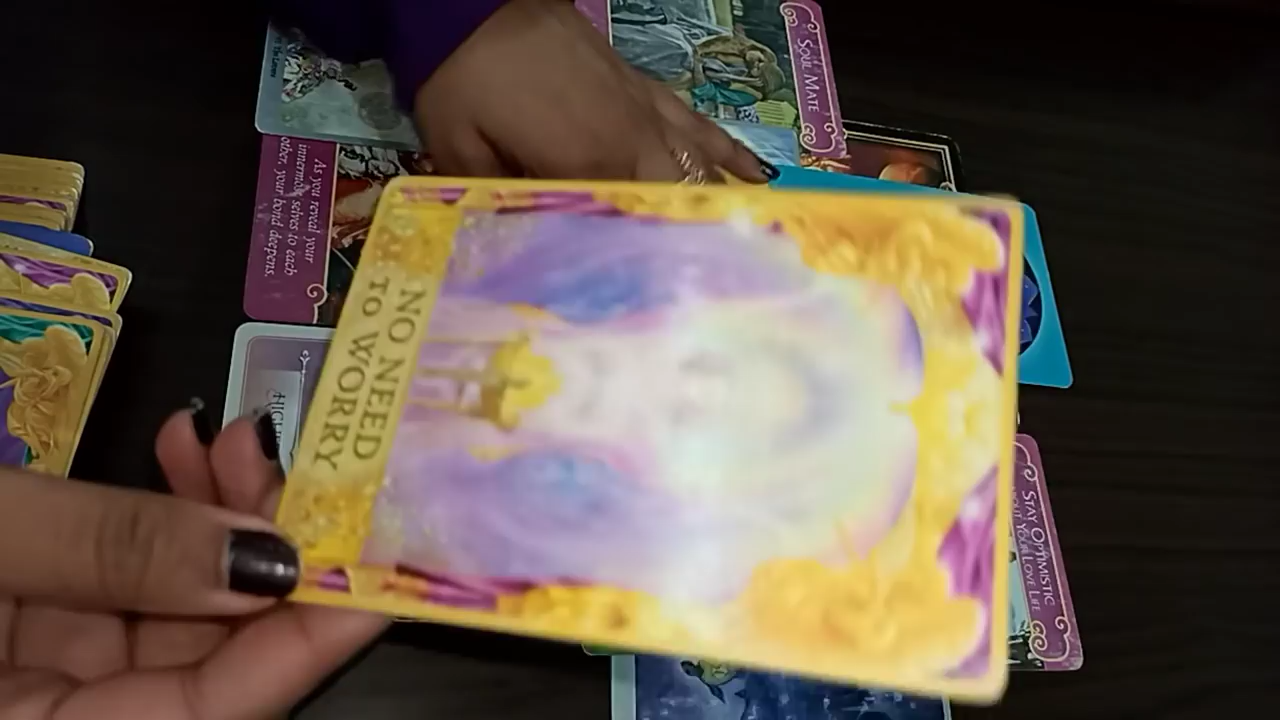 NO NEED
TO WORRY
SOUL MATE
As you reveal your
innermost selves to each
other, your bond deepens.
STAY OPTIMISTIC
ABOUT YOUR LOVE LIFE